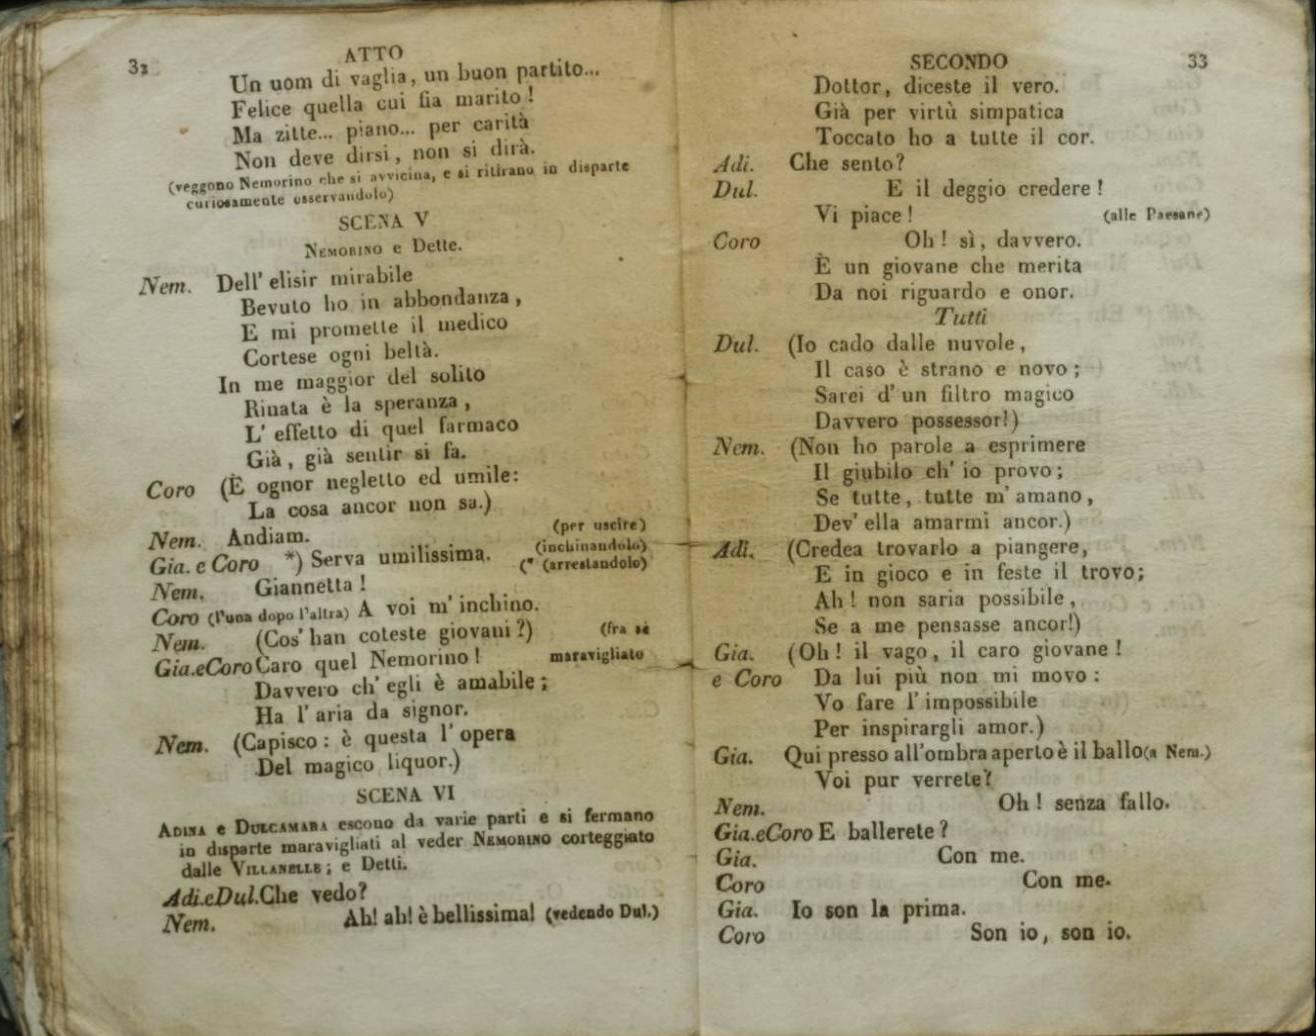 32
ATTO
Un uom di vaglia, un buon partito...
Felice quella cui fia marito!
Ma zitte... piano... per carità
Non deve dirsi, non si dirà.
(veggono Nemorino che si avvicina, e si ritirano in disparte
curiosamente osservandolo)
SCENA V
NEMORINO e Dette.
Nem. Dell' elisir mirabile
Bevuto ho in abbondanza,
E mi promette il medico
Cortese ogni beltà.
In me maggior del solito
Rinata è la speranza,
L' effetto di quel farmaco
Già, già sentir si fa.
Coro (È ognor negletto ed umile:
La cosa ancor non sa.)
Nem. Andiam. (per uscire)
Gia. e Coro *) Serva umilissima. (inchinandolo)
(* (arrestandolo)
Nem. Giannetta!
Coro (l'una dopo l'altra) A voi m' inchino.
Nem. (Cos' han coteste giovani?) (fra sè
maravigliato
Gia.eCoro Caro quel Nemorino!
Davvero ch' egli è amabile;
Ha l' aria da signor.
Nem. (Capisco: è questa l' opera
Del magico liquor.)
SCENA VI
ADINA e DULCAMARA escono da varie parti e si fermano
in disparte maravigliati al veder NEMORINO corteggiato
dalle VILLANELLE; e Detti.
Adi.eDul. Che vedo?
Nem. Ah! ah! è bellissima! (vedendo Dul.)
SECONDO
33
Dottor, diceste il vero.
Già per virtù simpatica
Toccato ho a tutte il cor.
Adi. Che sento?
Dul. E il deggio credere!
Vi piace! (alle Paesane)
Coro Oh! sì, davvero.
È un giovane che merita
Da noi riguardo e onor.
Tutti
Dul. (Io cado dalle nuvole,
Il caso è strano e novo;
Sarei d' un filtro magico
Davvero possessor!)
Nem. (Non ho parole a esprimere
Il giubilo ch' io provo;
Se tutte, tutte m' amano,
Dev' ella amarmi ancor.)
Adi. (Credea trovarlo a piangere,
E in gioco e in feste il trovo;
Ah! non saria possibile,
Se a me pensasse ancor!)
Gia. (Oh! il vago, il caro giovane!
e Coro Da lui più non mi movo:
Vo fare l' impossibile
Per inspirargli amor.)
Gia. Qui presso all'ombra aperto è il ballo (a Nem.)
Voi pur verrete?
Nem. Oh! senza fallo.
Gia.eCoro E ballerete?
Gia. Con me.
Coro Con me.
Gia. Io son la prima.
Coro Son io, son io.